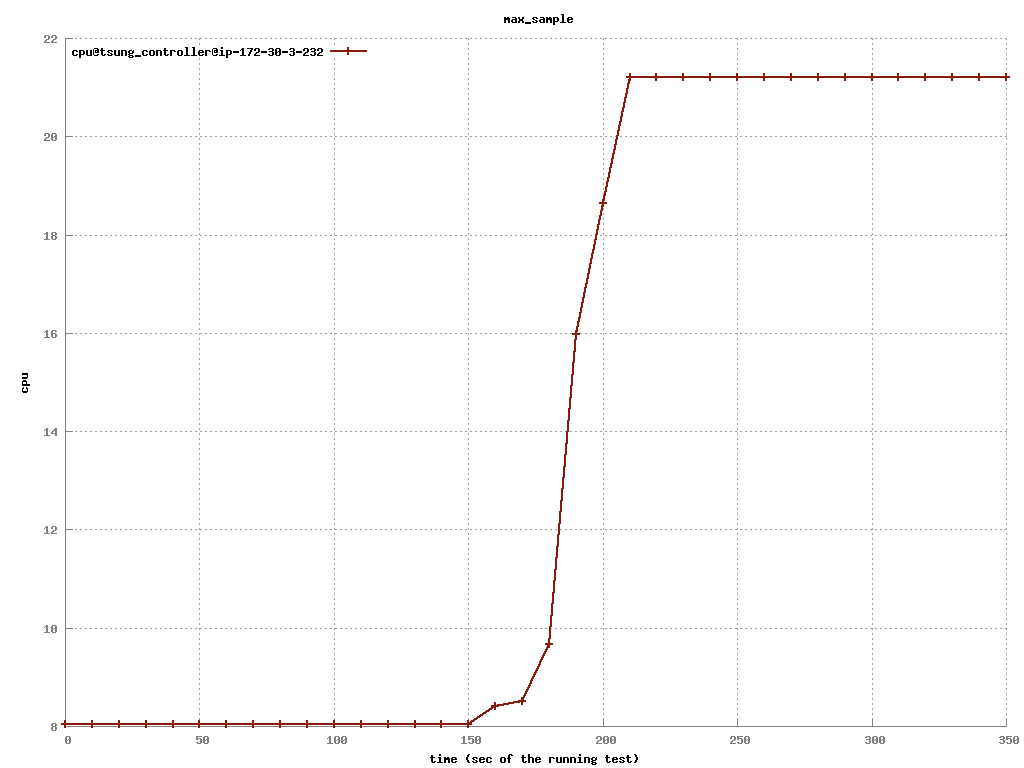 max_sample
cpu@tsung_controller@ip-172-30-3-232
22
20
18
16
14
12
10
8
cpu
0 50 100 150 200 250 300 350
time (sec of the running test)